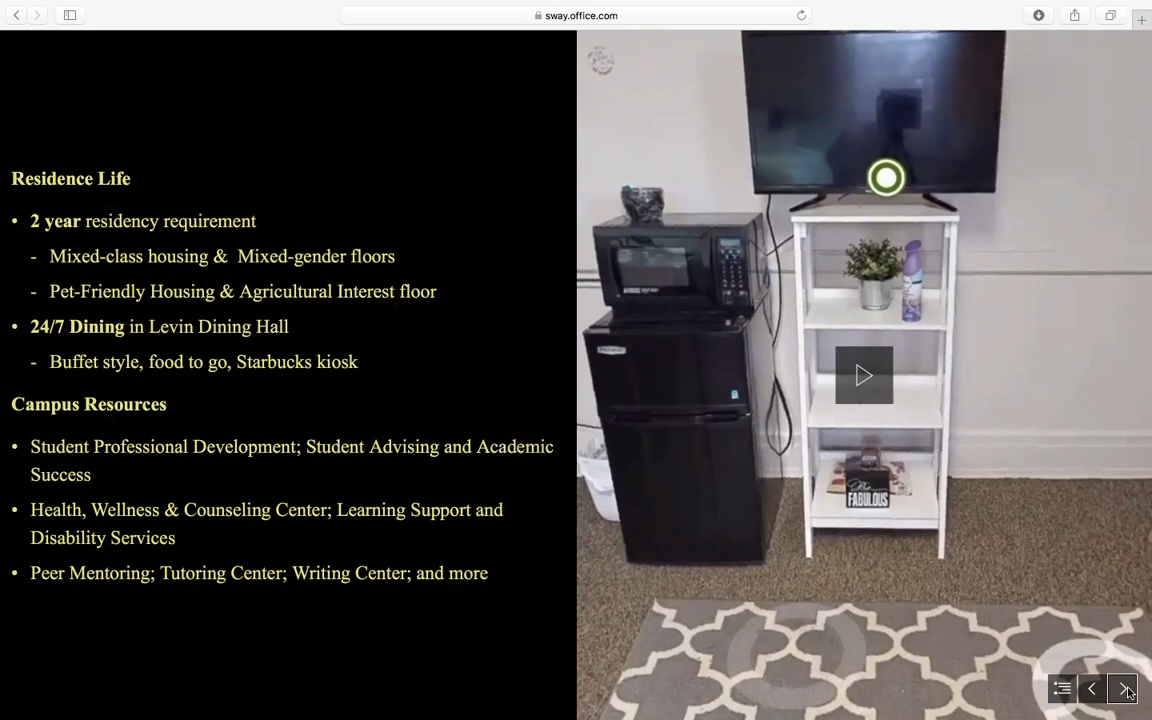 sway.office.com
Residence Life
• 2 year residency requirement
- Mixed-class housing & Mixed-gender floors
- Pet-Friendly Housing & Agricultural Interest floor
• 24/7 Dining in Levin Dining Hall
- Buffet style, food to go, Starbucks kiosk
Campus Resources
• Student Professional Development; Student Advising and Academic
Success
• Health, Wellness & Counseling Center; Learning Support and
Disability Services
• Peer Mentoring; Tutoring Center; Writing Center; and more
FABULOUS